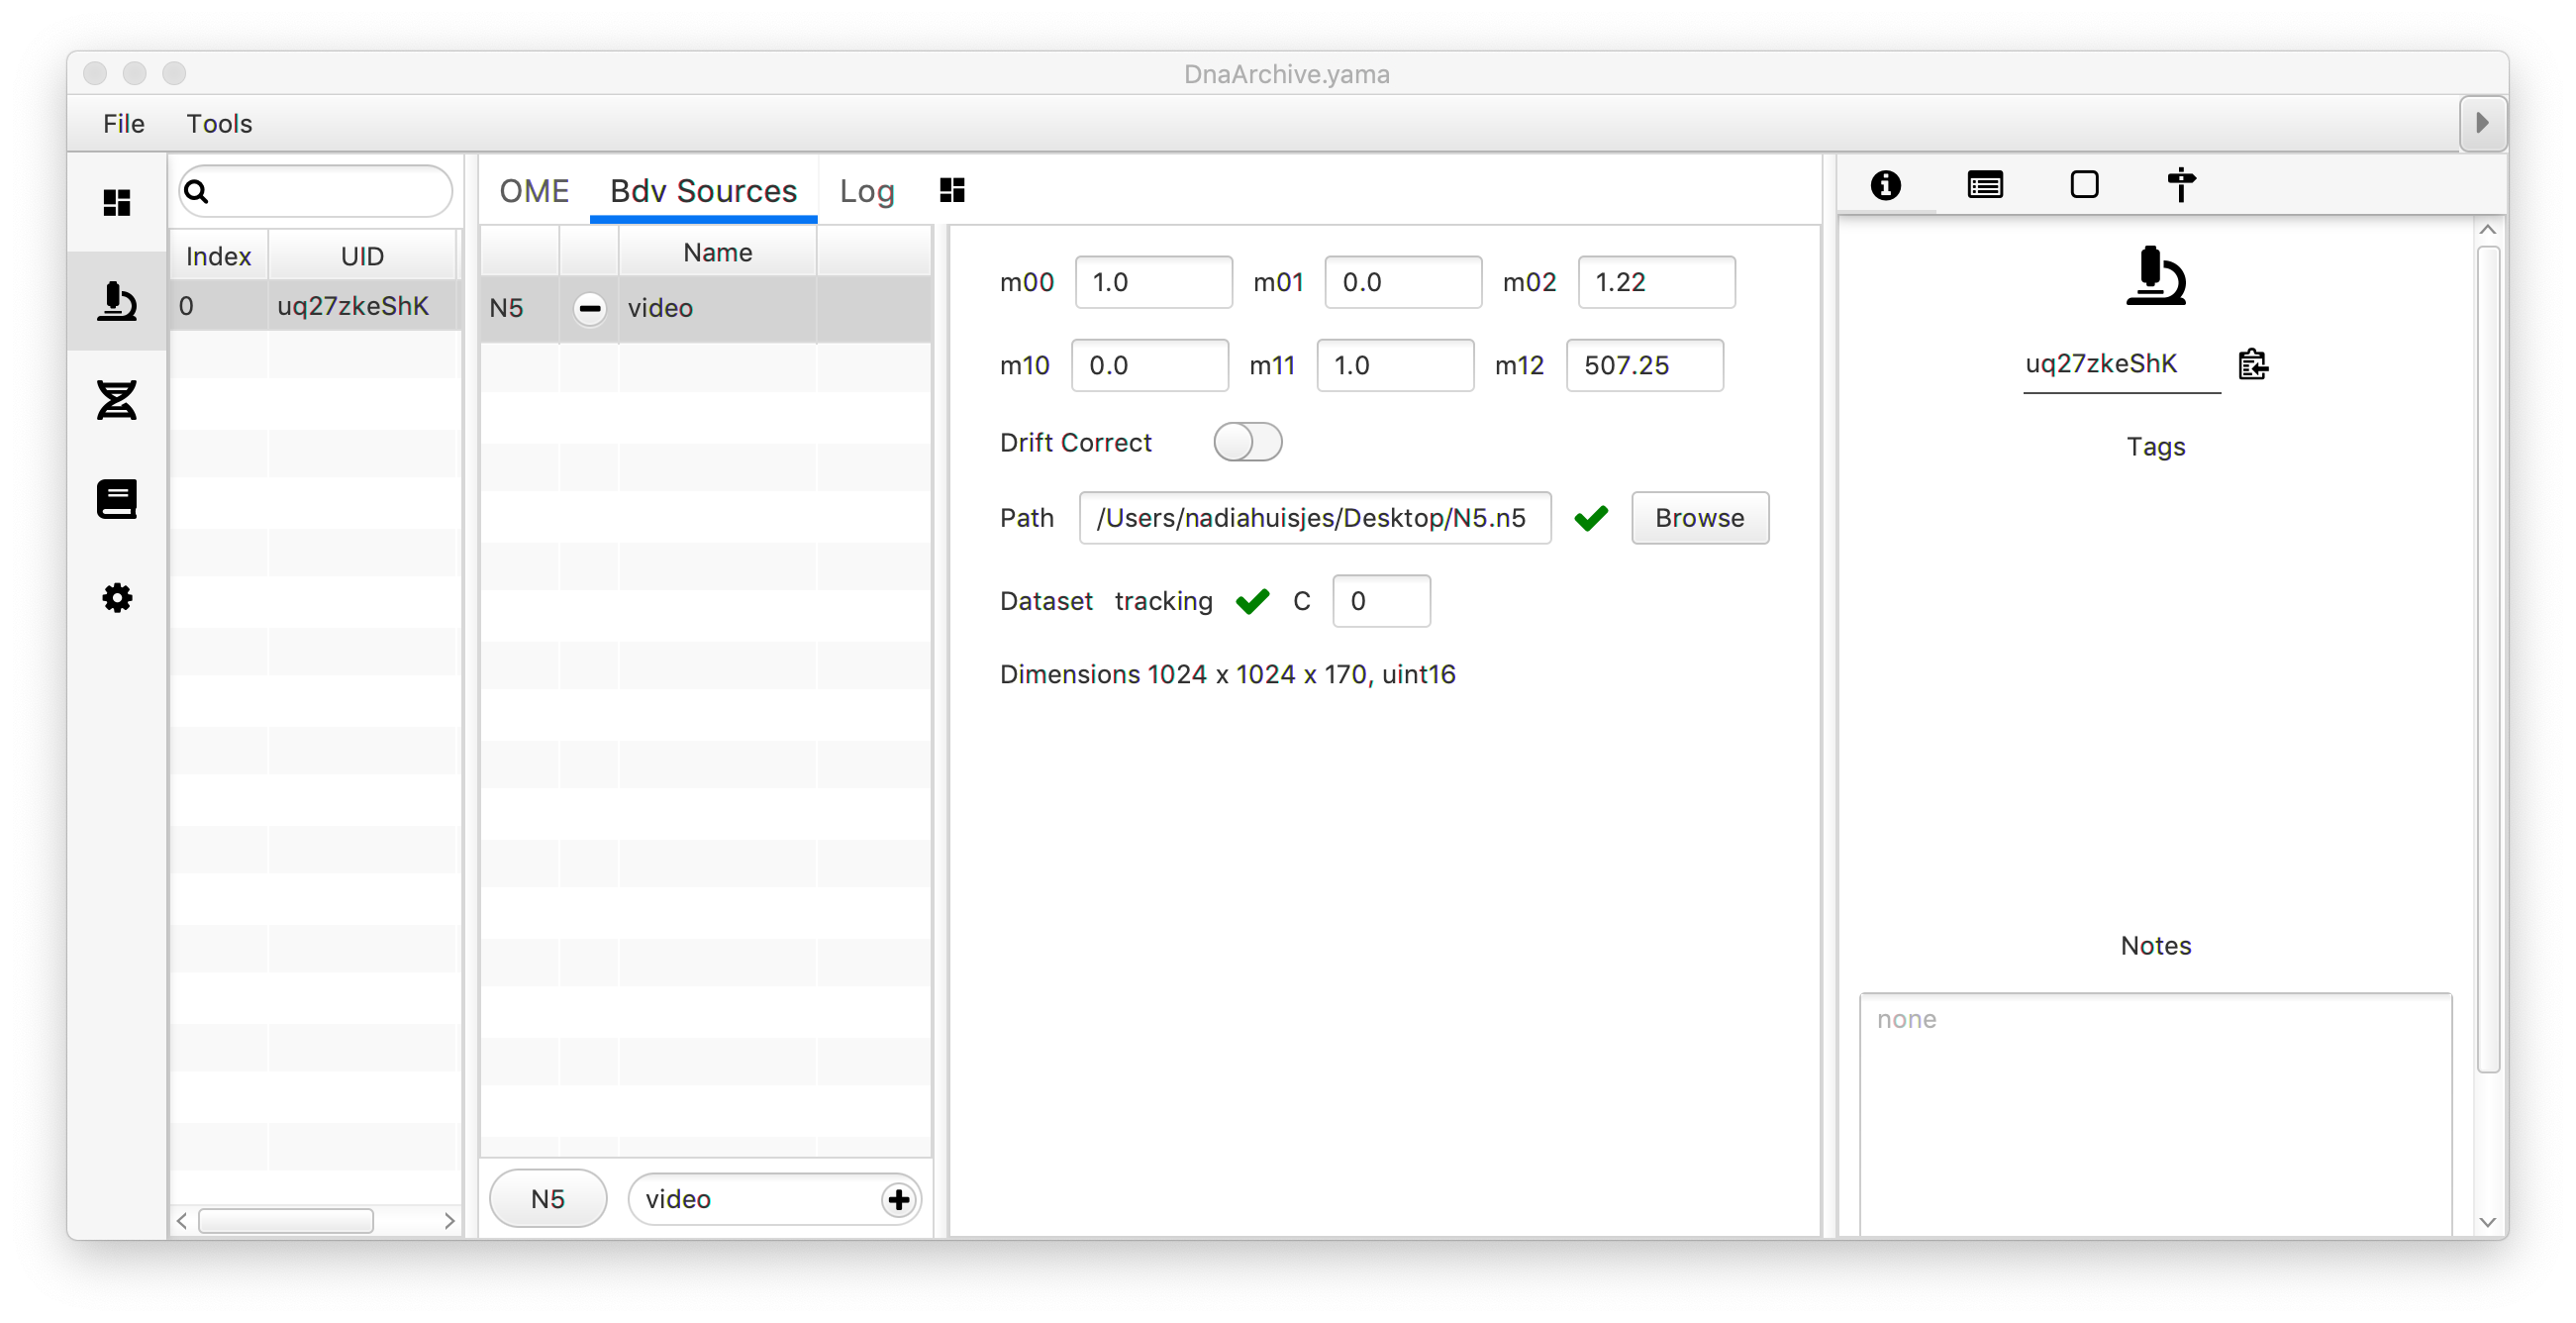 DnaArchive.yama
File Tools
OME Bdv Sources Log
Index UID
0 uq27zkeShK
Name
N5 video
N5 video
m00 1.0 m01 0.0 m02 1.22
m10 0.0 m11 1.0 m12 507.25
Drift Correct
Path /Users/nadiahuisjes/Desktop/N5.n5 Browse
Dataset tracking C 0
Dimensions 1024 x 1024 x 170, uint16
uq27zkeShK
Tags
Notes
none